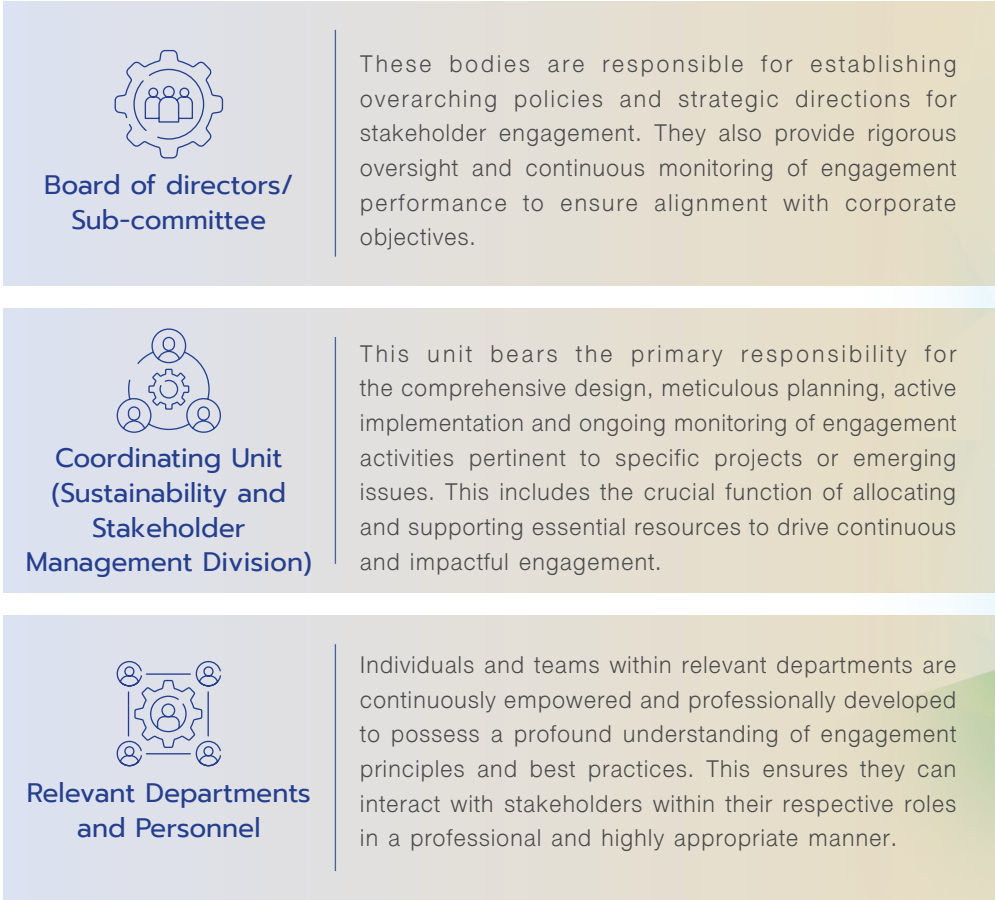 Board of directors/
Sub-committee
These bodies are responsible for establishing
overarching policies and strategic directions for
stakeholder engagement. They also provide rigorous
oversight and continuous monitoring of engagement
performance to ensure alignment with corporate
objectives.
Coordinating Unit
(Sustainability and
Stakeholder
Management Division)
This unit bears the primary responsibility for
the comprehensive design, meticulous planning, active
implementation and ongoing monitoring of engagement
activities pertinent to specific projects or emerging
issues. This includes the crucial function of allocating
and supporting essential resources to drive continuous
and impactful engagement.
Relevant Departments
and Personnel
Individuals and teams within relevant departments are
continuously empowered and professionally developed
to possess a profound understanding of engagement
principles and best practices. This ensures they can
interact with stakeholders within their respective roles
in a professional and highly appropriate manner.